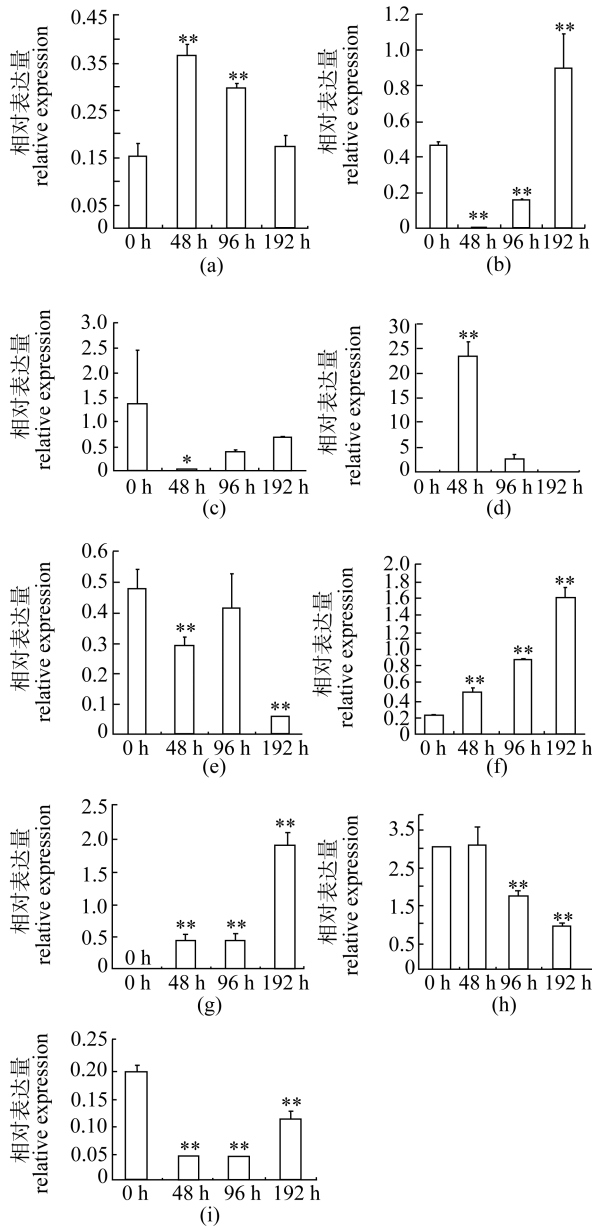 相对表达量
relative expression
0.45
0.35
0.25
0.15
0.05
0
** **
0 h 48 h 96 h 192 h
(a)
相对表达量
relative expression
1.2
1.0
0.8
0.6
0.4
0.2
0
** ** **
0 h 48 h 96 h 192 h
(b)
相对表达量
relative expression
3.0
2.5
2.0
1.5
1.0
0.5
0
*
0 h 48 h 96 h 192 h
(c)
相对表达量
relative expression
30
25
20
15
10
5
0
**
0 h 48 h 96 h 192 h
(d)
相对表达量
relative expression
0.6
0.5
0.4
0.3
0.2
0.1
0
** **
0 h 48 h 96 h 192 h
(e)
相对表达量
relative expression
2.0
1.8
1.6
1.4
1.2
1.0
0.8
0.6
0.4
0.2
0
** ** **
0 h 48 h 96 h 192 h
(f)
相对表达量
relative expression
2.5
2.0
1.5
1.0
0.5
0
0 h
** ** **
0 h 48 h 96 h 192 h
(g)
相对表达量
relative expression
3.5
2.5
1.5
0.5
0
** **
0 h 48 h 96 h 192 h
(h)
相对表达量
relative expression
0.25
0.20
0.15
0.10
0.05
0
** ** **
0 h 48 h 96 h 192 h
(i)